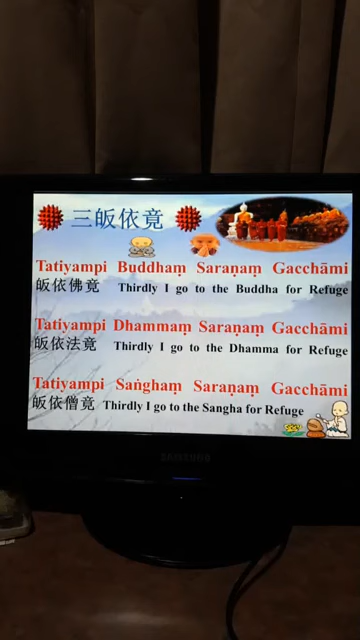 三皈依竟
Tatiyampi Buddhaṃ Saraṇaṃ Gacchāmi
皈依佛竟 Thirdly I go to the Buddha for Refuge
Tatiyampi Dhammaṃ Saraṇaṃ Gacchāmi
皈依法竟 Thirdly I go to the Dhamma for Refuge
Tatiyampi Saṅghaṃ Saraṇaṃ Gacchāmi
皈依僧竟 Thirdly I go to the Sangha for Refuge
SAMSUNG